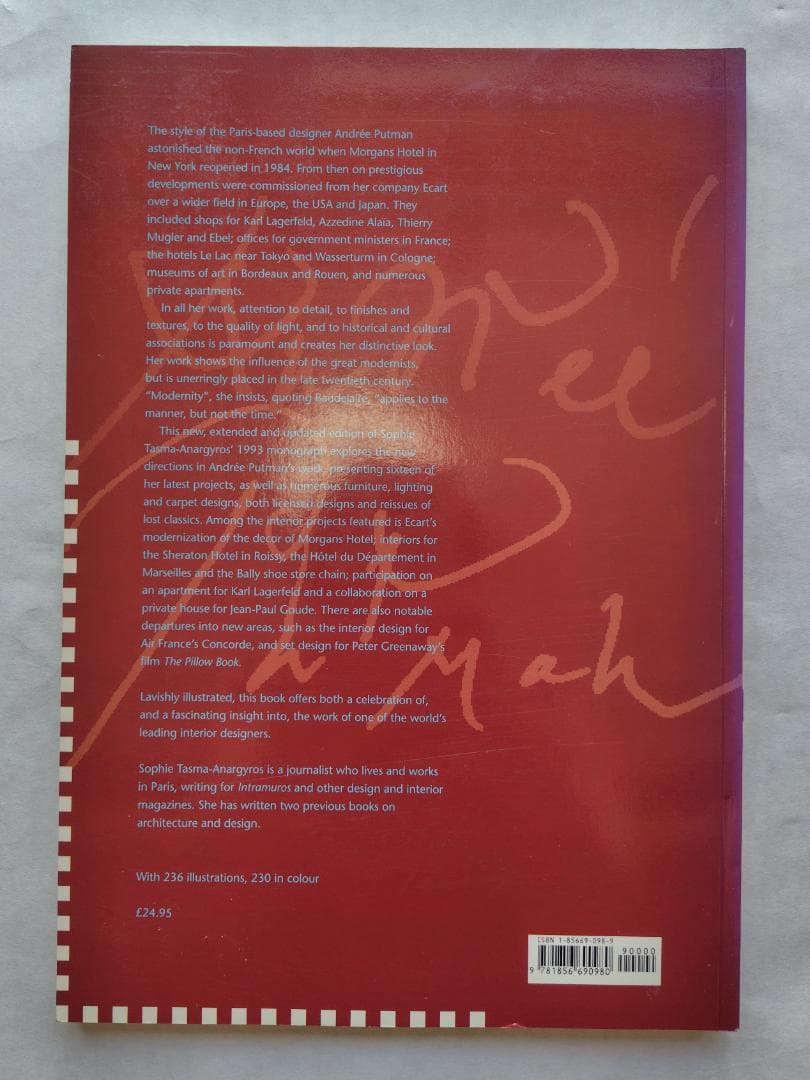 The style of the Paris-based designer Andrée Putman
astonished the non-French world when Morgans Hotel in
New York reopened in 1984. From then on prestigious
developments were commissioned from her company Ecart
over a wider field in Europe, the USA and Japan. They
included shops for Karl Lagerfeld, Azzedine Alaïa, Thierry
Mugler and Ebel; offices for government ministers in France;
the hotels Le Lac near Tokyo and Wasserturm in Cologne;
museums of art in Bordeaux and Rouen, and numerous
private apartments.
In all her work, attention to detail, to finishes and
textures, to the quality of light, and to historical and cultural
associations is paramount and creates her distinctive look.
Her work shows the influence of the great modernists,
but is unerringly placed in the late twentieth century.
"Modernity", she insists, quoting Baudelaire, "applies to the
manner, but not the time."
This new, extended and updated edition of Sophie
Tasma-Anargyros' 1993 monograph explores the new
directions in Andrée Putman's work, presenting sixteen of
her latest projects, as well as numerous furniture, lighting
and carpet designs, both licensed designs and reissues of
lost classics. Among the interior projects featured is Ecart's
modernization of the decor of Morgans Hotel; interiors for
the Sheraton Hotel in Roissy, the Hôtel du Département in
Marseilles and the Bally shoe store chain; participation on
an apartment for Karl Lagerfeld and a collaboration on a
private house for Jean-Paul Goude. There are also notable
departures into new areas, such as the interior design for
Air France's Concorde, and set design for Peter Greenaway's
film The Pillow Book.
Lavishly illustrated, this book offers both a celebration of,
and a fascinating insight into, the work of one of the world's
leading interior designers.
Sophie Tasma-Anargyros is a journalist who lives and works
in Paris, writing for Intramuros and other design and interior
magazines. She has written two previous books on
architecture and design.
With 236 illustrations, 230 in colour
£24.95
ISBN 1-85669-098-9
90000
9 781856 690980